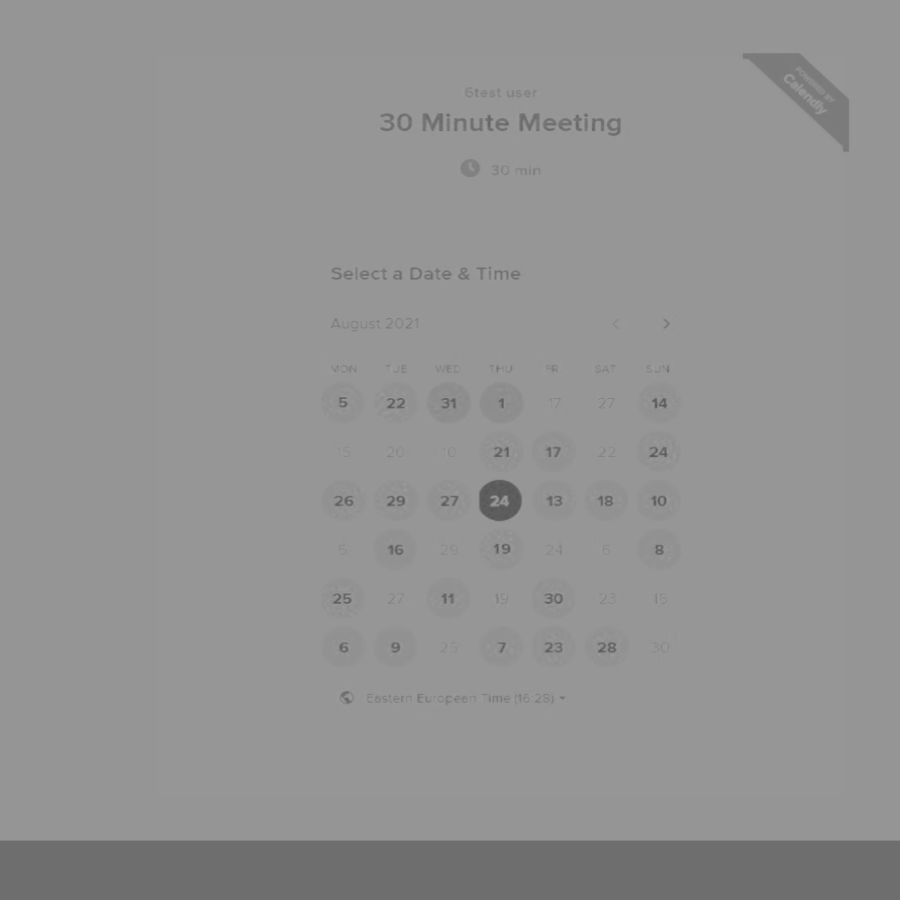 POWERED BY
Calendly
6test user
30 Minute Meeting
30 min
Select a Date & Time
August 2021
MON TUE WED THU FR SAT SUN
5 22 31 1 17 27 14
15 20 10 21 17 22 24
26 29 27 24 13 18 10
5 16 29 19 24 5 8
25 27 11 19 30 23 15
6 9 25 7 23 28 30
Eastern European Time (16:28)